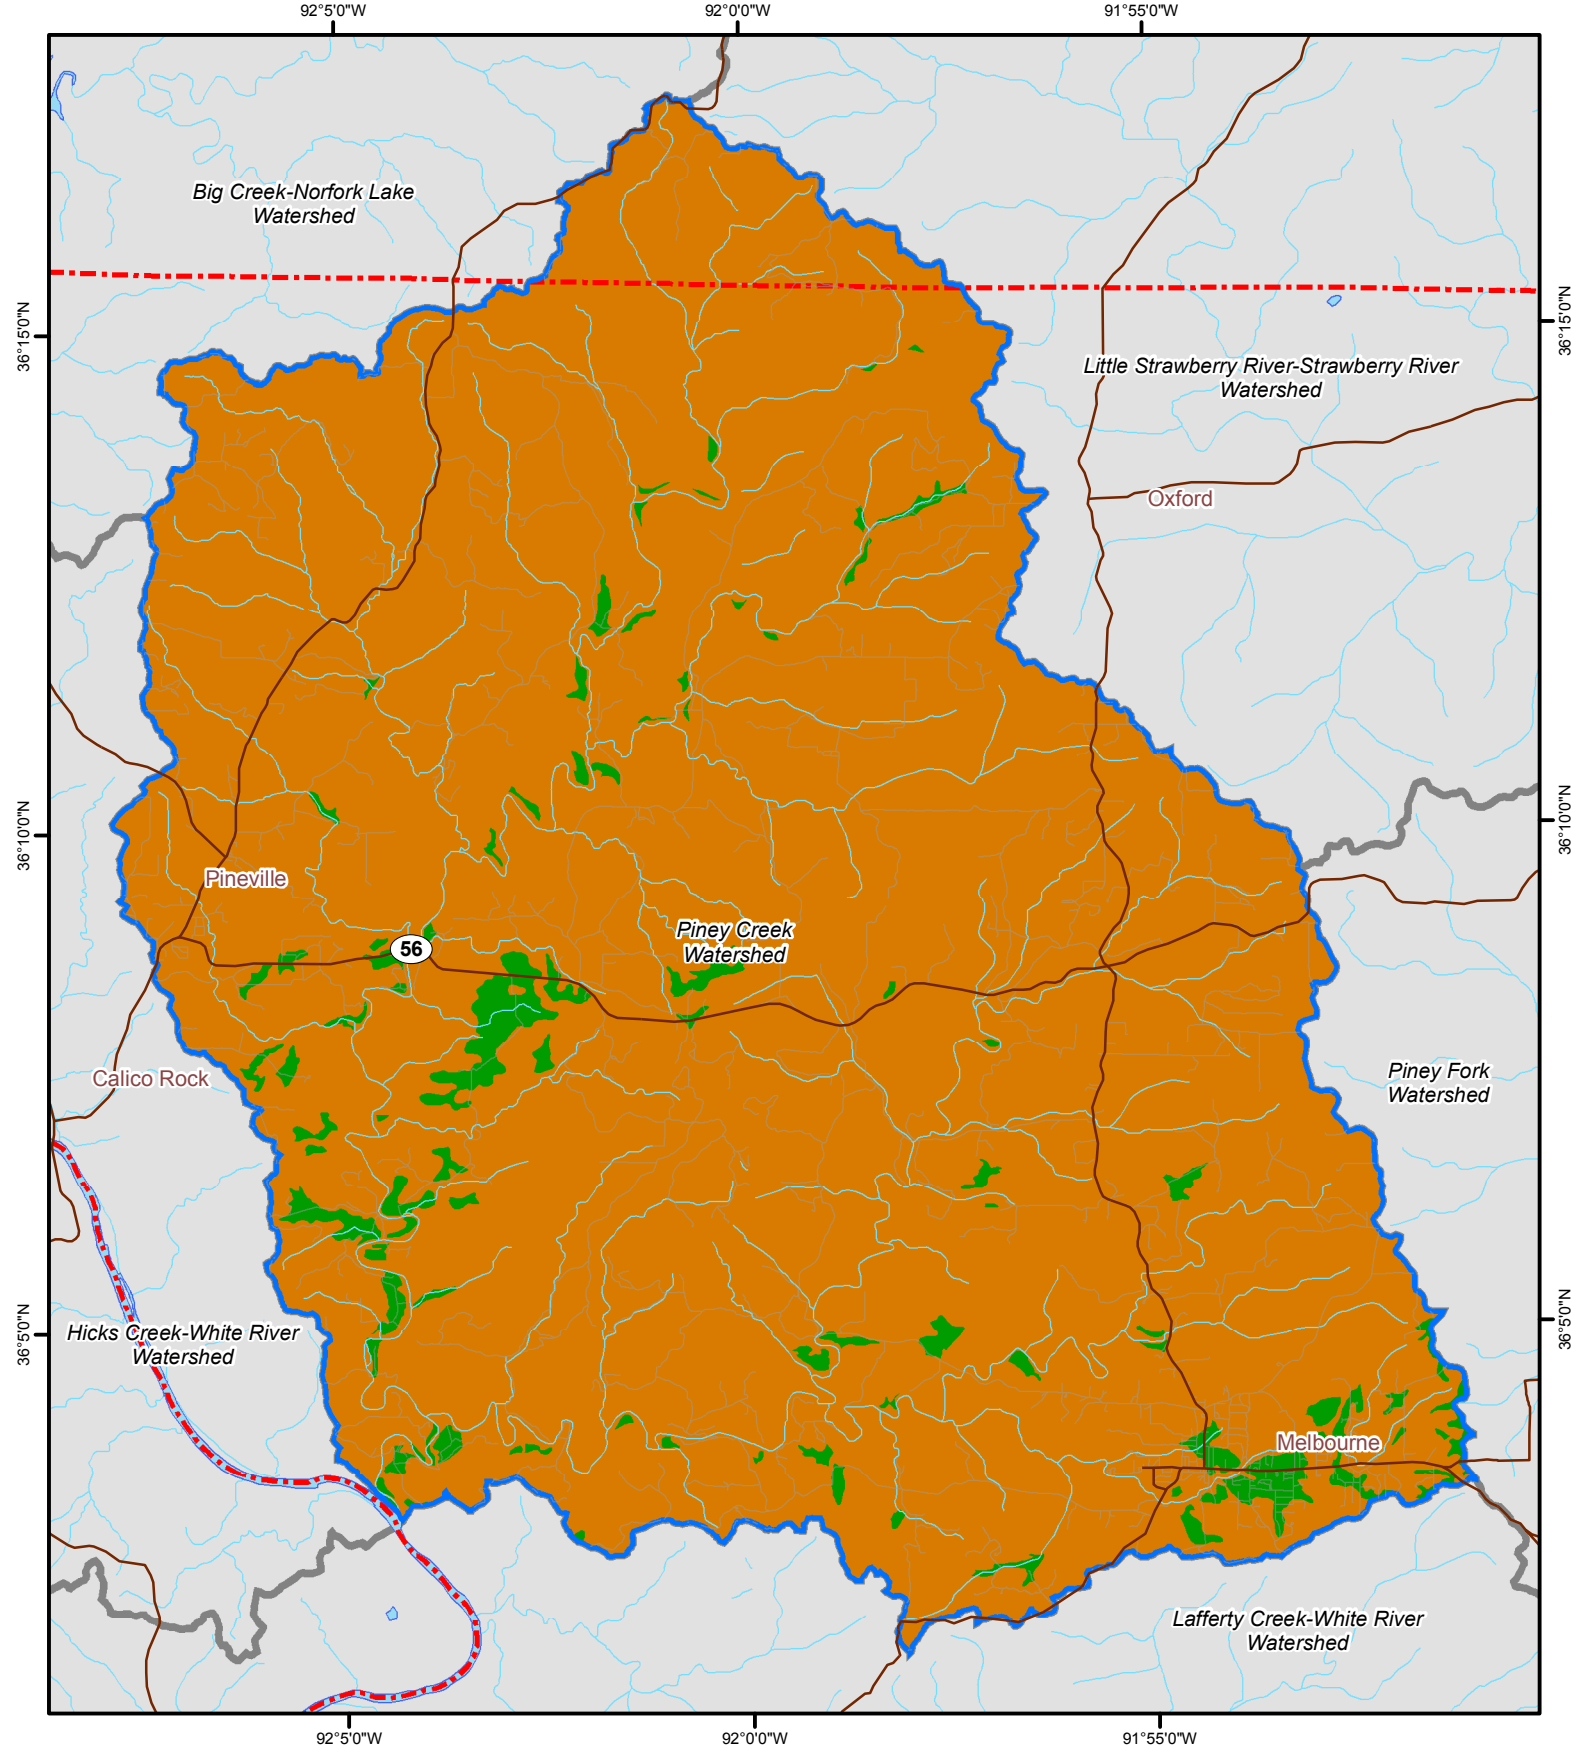 92°5'0"W
92°0'0"W
91°55'0"W
Big Creek-Norfork Lake
Watershed
36°15'0"N
36°15'0"N
Little Strawberry River-Strawberry River
Watershed
Oxford
36°10'0"N
36°10'0"N
Pineville
Piney Creek
Watershed
56
Calico Rock
Piney Fork
Watershed
36°5'0"N
36°5'0"N
Hicks Creek-White River
Watershed
Melbourne
Lafferty Creek-White River
Watershed
92°5'0"W
92°0'0"W
91°55'0"W